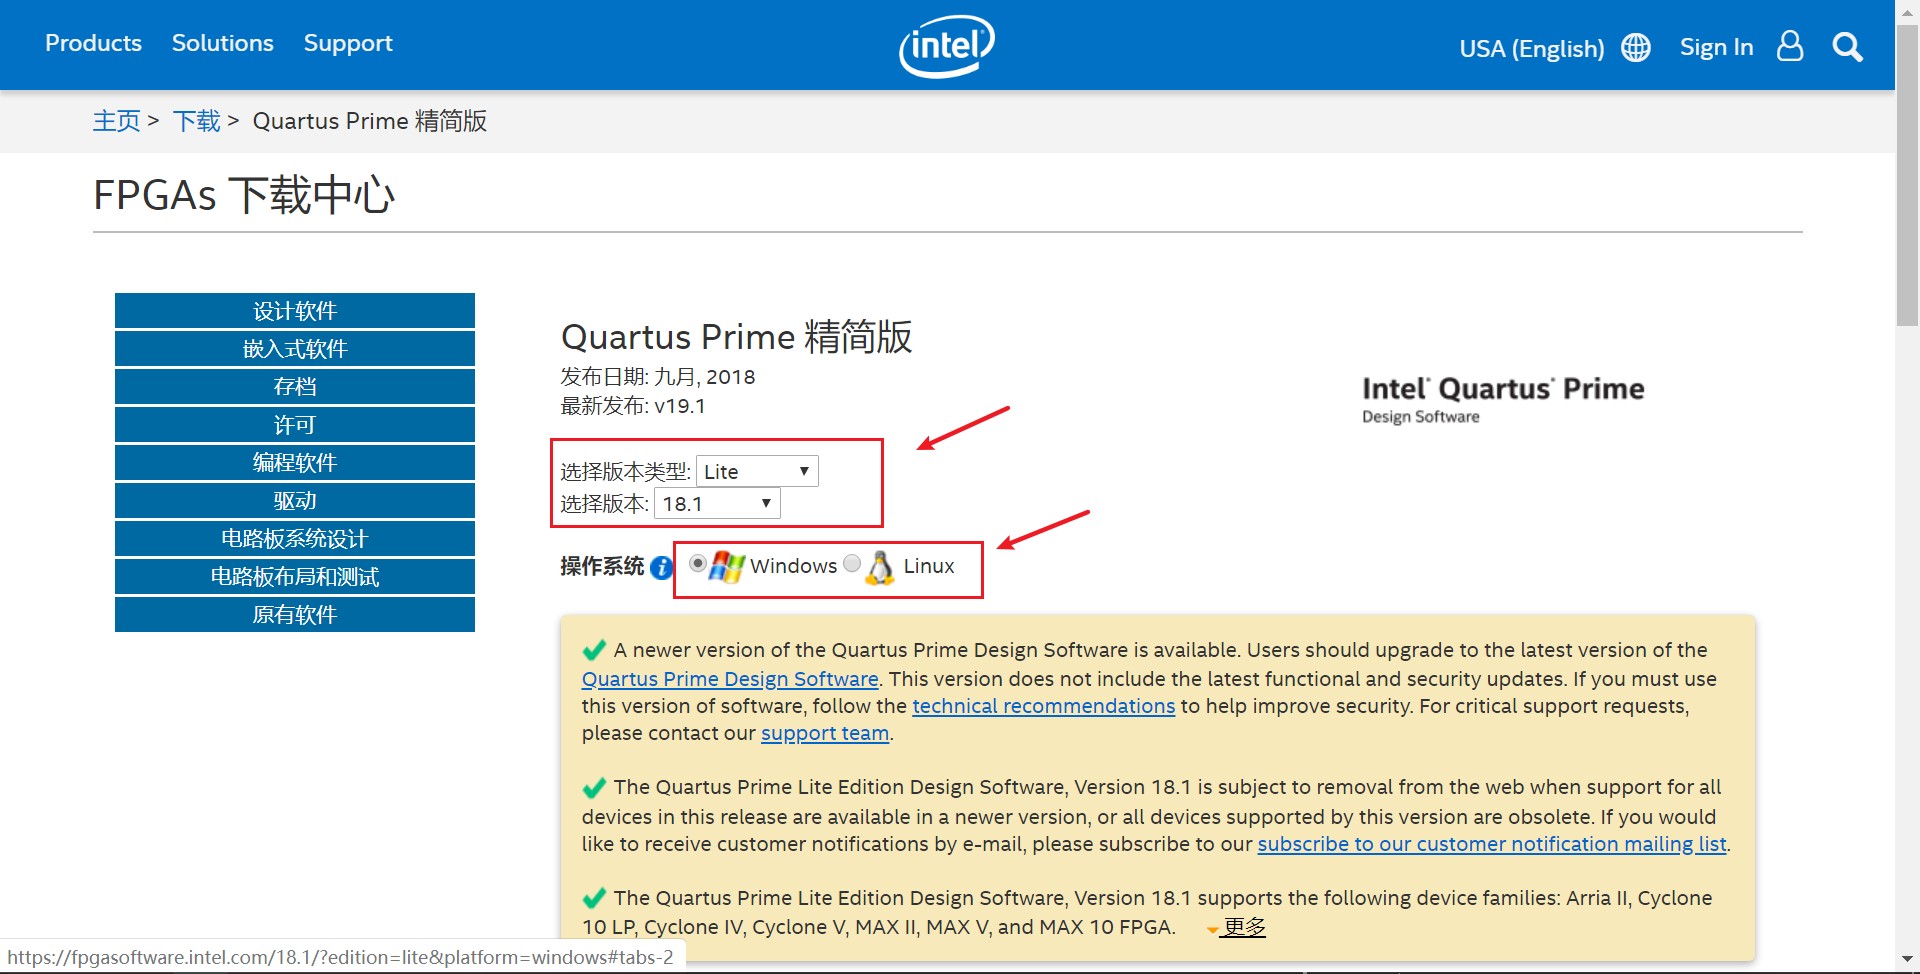 Products Solutions Support
intel
USA (English) Sign In
主页 > 下载 > Quartus Prime 精简版
FPGAs 下载中心
设计软件
嵌入式软件
存档
许可
编程软件
驱动
电路板系统设计
电路板布局和测试
原有软件
Quartus Prime 精简版
发布日期: 九月, 2018
最新发布: v19.1
Intel® Quartus® Prime
Design Software
选择版本类型: Lite
选择版本: 18.1
操作系统 Windows Linux
A newer version of the Quartus Prime Design Software is available. Users should upgrade to the latest version of the
Quartus Prime Design Software. This version does not include the latest functional and security updates. If you must use
this version of software, follow the technical recommendations to help improve security. For critical support requests,
please contact our support team.
The Quartus Prime Lite Edition Design Software, Version 18.1 is subject to removal from the web when support for all
devices in this release are available in a newer version, or all devices supported by this version are obsolete. If you would
like to receive customer notifications by e-mail, please subscribe to our subscribe to our customer notification mailing list.
The Quartus Prime Lite Edition Design Software, Version 18.1 supports the following device families: Arria II, Cyclone
10 LP, Cyclone IV, Cyclone V, MAX II, MAX V, and MAX 10 FPGA. 更多
https://fpgasoftware.intel.com/18.1/?edition=lite&platform=windows#tabs-2